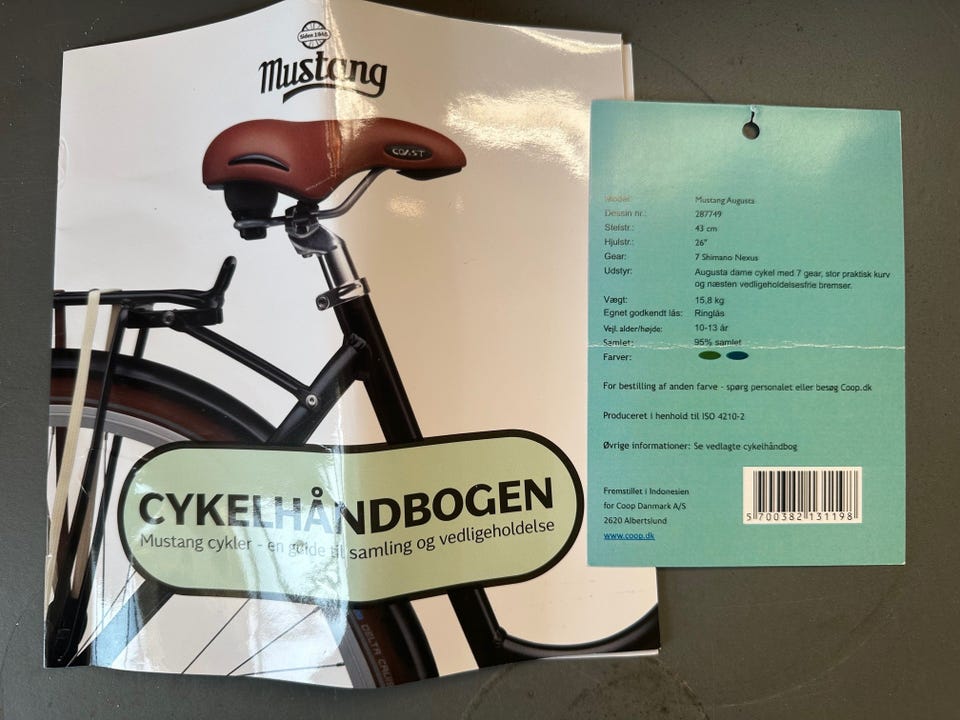 Siden 1948.
Mustang
COAST
CYKELHÅNDBOGEN
Mustang cykler - en guide til samling og vedligeholdelse
DELTA CRUI
Model: Mustang Augusta
Dessin nr.: 287749
Stelstr.: 43 cm
Hjulstr.: 26"
Gear: 7 Shimano Nexus
Udstyr: Augusta dame cykel med 7 gear, stor praktisk kurv
og næsten vedligeholdelsesfrie bremser.
Vægt: 15,8 kg
Egnet godkendt lås: Ringlås
Vejl. alder/højde: 10-13 år
Samlet: 95% samlet
Farver:
For bestilling af anden farve - spørg personalet eller besøg Coop.dk
Produceret i henhold til ISO 4210-2
Øvrige informationer: Se vedlagte cykelhåndbog
Fremstillet i Indonesien
for Coop Danmark A/S
2620 Albertslund
www.coop.dk
5 700382 131198